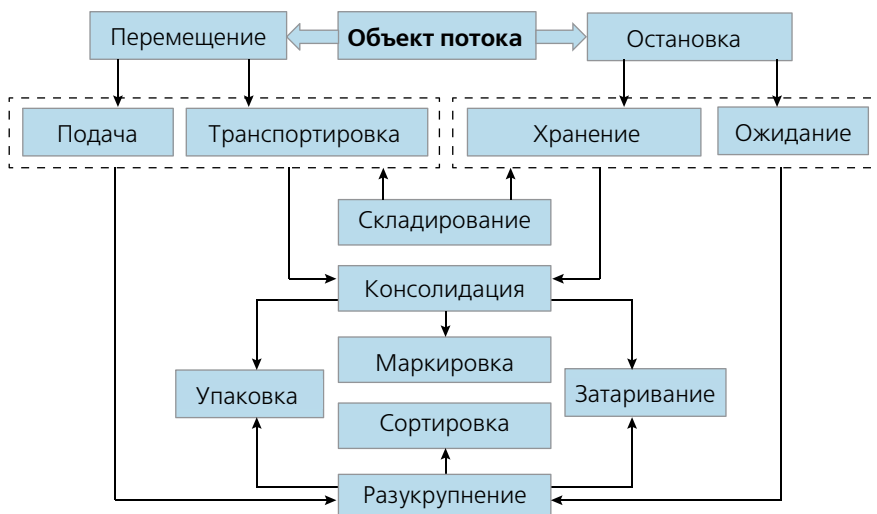 Перемещение
Объект потока
Остановка
Подача
Транспортировка
Хранение
Ожидание
Складирование
Консолидация
Маркировка
Упаковка
Затаривание
Сортировка
Разукрупнение